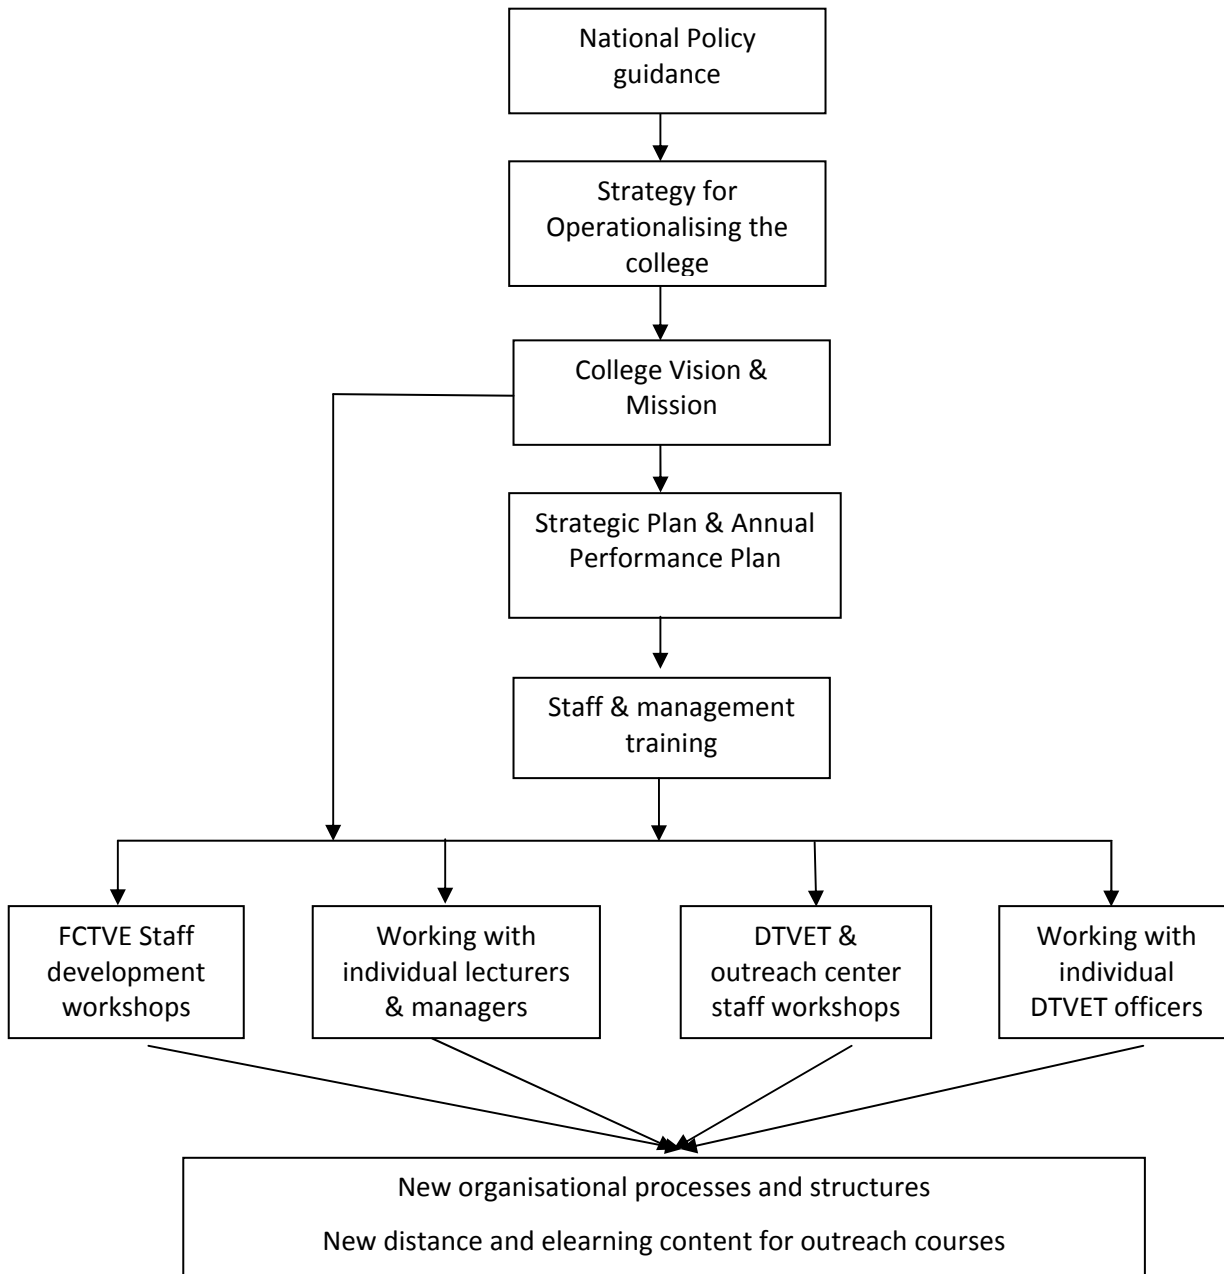 National Policy
guidance
Strategy for
Operationalising the
college
College Vision &
Mission
Strategic Plan & Annual
Performance Plan
Staff & management
training
FCTVE Staff
development
workshops
Working with
individual lecturers
& managers
DTVET &
outreach center
staff workshops
Working with
individual
DTVET officers
New organisational processes and structures
New distance and elearning content for outreach courses